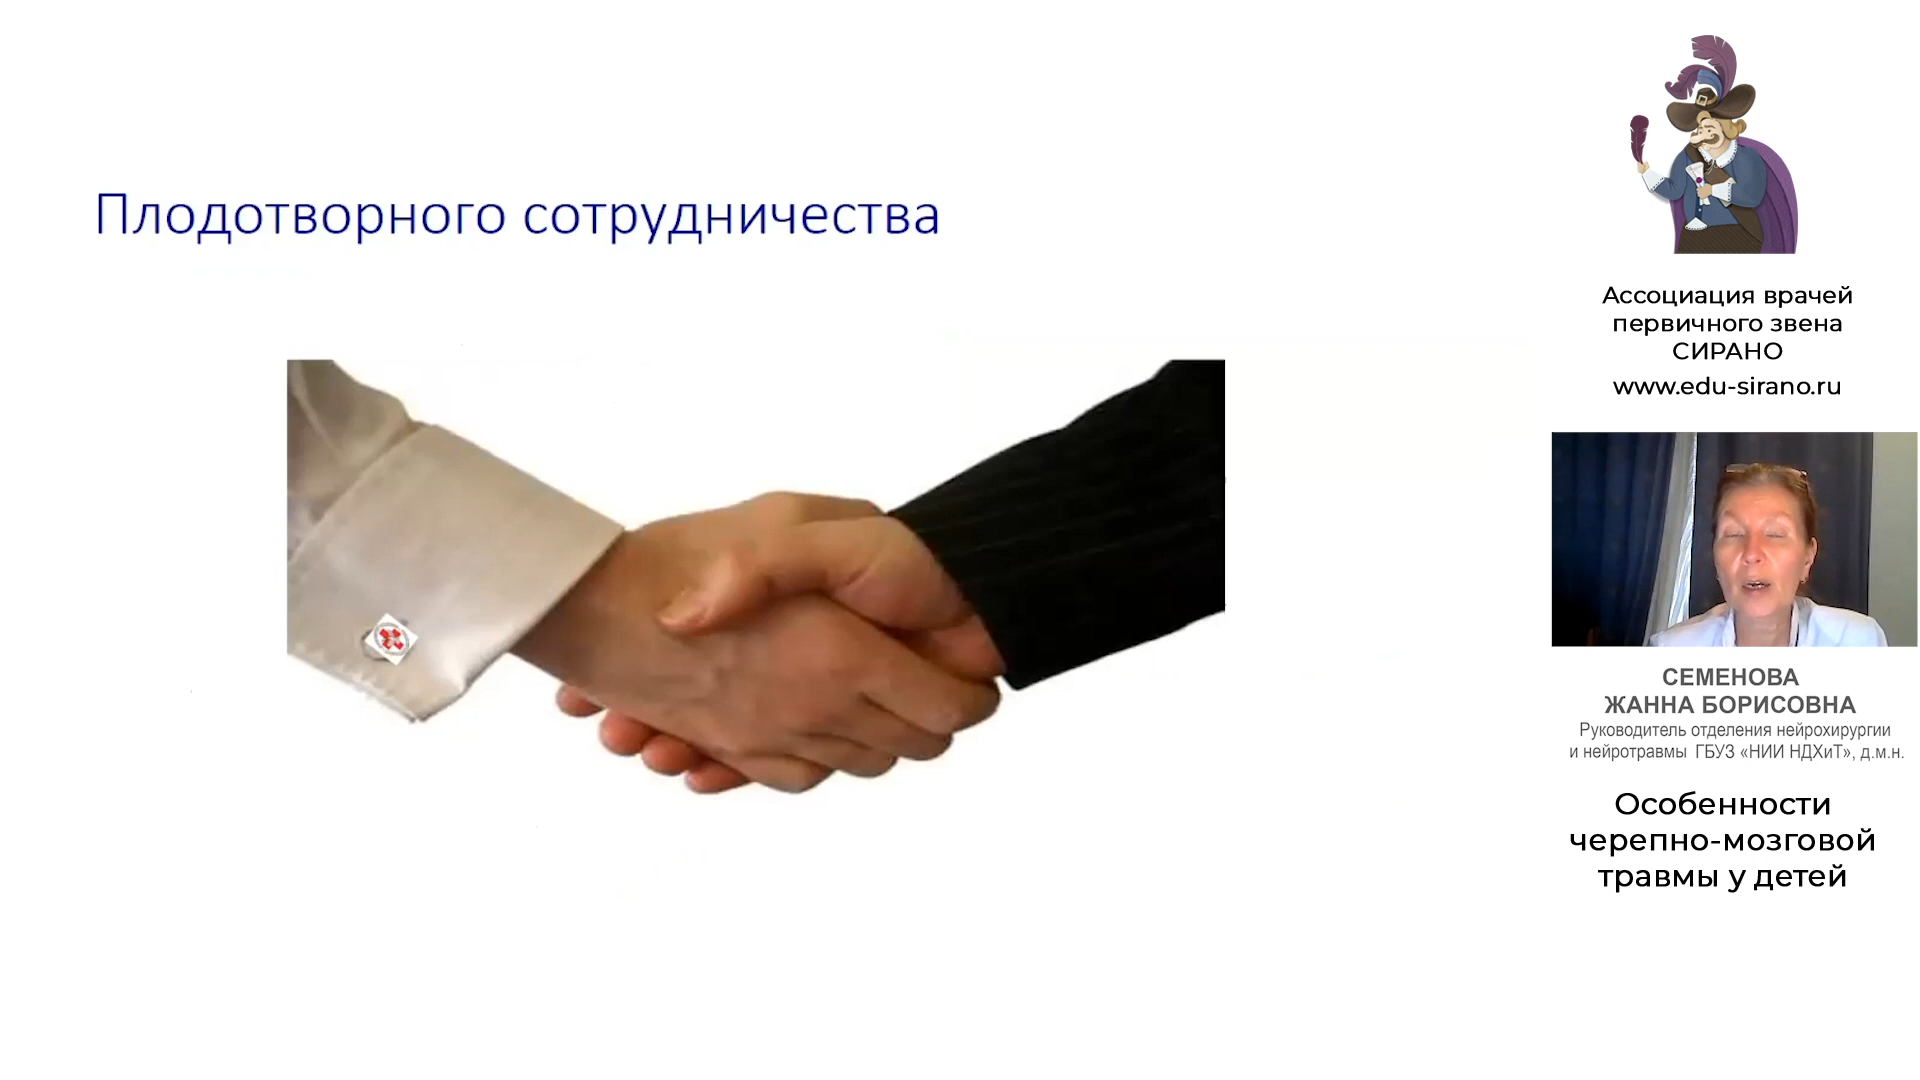 Плодотворного сотрудничества
Ассоциация врачей
первичного звена
СИРАНО
www.edu-sirano.ru
СЕМЕНОВА
ЖАННА БОРИСОВНА
Руководитель отделения нейрохирургии
и нейротравмы ГБУЗ «НИИ НДХиТ», д.м.н.
Особенности
черепно-мозговой
травмы у детей